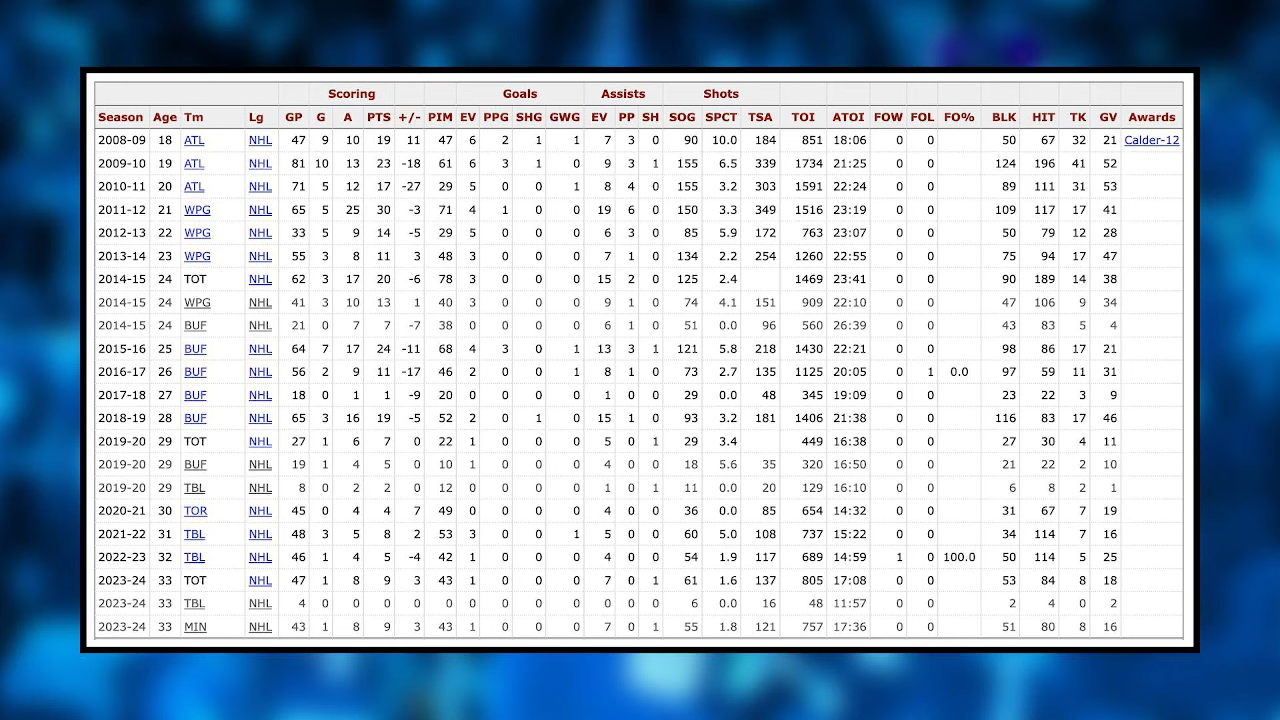 Scoring Goals Assists Shots
Season Age Tm Lg GP G A PTS +/- PIM EV PPG SHG GWG EV PP SH SOG SPCT TSA TOI ATOI FOW FOL FO% BLK HIT TK GV Awards
2008-09 18 ATL NHL 47 9 10 19 11 47 6 2 1 1 7 3 0 90 10.0 184 851 18:06 0 0 50 67 32 21 Calder-12
2009-10 19 ATL NHL 81 10 13 23 -18 61 6 3 1 0 9 3 1 155 6.5 339 1734 21:25 0 0 124 196 41 52
2010-11 20 ATL NHL 71 5 12 17 -27 29 5 0 0 1 8 4 0 155 3.2 303 1591 22:24 0 0 89 111 31 53
2011-12 21 WPG NHL 65 5 25 30 -3 71 4 1 0 0 19 6 0 150 3.3 349 1516 23:19 0 0 109 117 17 41
2012-13 22 WPG NHL 33 5 9 14 -5 29 5 0 0 0 6 3 0 85 5.9 172 763 23:07 0 0 50 79 12 28
2013-14 23 WPG NHL 55 3 8 11 3 48 3 0 0 0 7 1 0 134 2.2 254 1260 22:55 0 0 75 94 17 47
2014-15 24 TOT NHL 62 3 17 20 -6 78 3 0 0 0 15 2 0 125 2.4 1469 23:41 0 0 90 189 14 38
2014-15 24 WPG NHL 41 3 10 13 1 40 3 0 0 0 9 1 0 74 4.1 151 909 22:10 0 0 47 106 9 34
2014-15 24 BUF NHL 21 0 7 7 -7 38 0 0 0 0 6 1 0 51 0.0 96 560 26:39 0 0 43 83 5 4
2015-16 25 BUF NHL 64 7 17 24 -11 68 4 3 0 1 13 3 1 121 5.8 218 1430 22:21 0 0 98 86 17 21
2016-17 26 BUF NHL 56 2 9 11 -17 46 2 0 0 1 8 1 0 73 2.7 135 1125 20:05 0 1 0.0 97 59 11 31
2017-18 27 BUF NHL 18 0 1 1 -9 20 0 0 0 0 1 0 0 29 0.0 48 345 19:09 0 0 23 22 3 9
2018-19 28 BUF NHL 65 3 16 19 -5 52 2 0 1 0 15 1 0 93 3.2 181 1406 21:38 0 0 116 83 17 46
2019-20 29 TOT NHL 27 1 6 7 0 22 1 0 0 0 5 0 1 29 3.4 449 16:38 0 0 27 30 4 11
2019-20 29 BUF NHL 19 1 4 5 0 10 1 0 0 0 4 0 0 18 5.6 35 320 16:50 0 0 21 22 2 10
2019-20 29 TBL NHL 8 0 2 2 0 12 0 0 0 0 1 0 1 11 0.0 20 129 16:10 0 0 6 8 2 1
2020-21 30 TOR NHL 45 0 4 4 7 49 0 0 0 0 4 0 0 36 0.0 85 654 14:32 0 0 31 67 7 19
2021-22 31 TBL NHL 48 3 5 8 2 53 3 0 0 1 5 0 0 60 5.0 108 737 15:22 0 0 34 114 7 16
2022-23 32 TBL NHL 46 1 4 5 -4 42 1 0 0 0 4 0 0 54 1.9 117 689 14:59 1 0 100.0 50 114 5 25
2023-24 33 TOT NHL 47 1 8 9 3 43 1 0 0 0 7 0 1 61 1.6 137 805 17:08 0 0 53 84 8 18
2023-24 33 TBL NHL 4 0 0 0 0 0 0 0 0 0 0 0 0 6 0.0 16 48 11:57 0 0 2 4 0 2
2023-24 33 MIN NHL 43 1 8 9 3 43 1 0 0 0 7 0 1 55 1.8 121 757 17:36 0 0 51 80 8 16